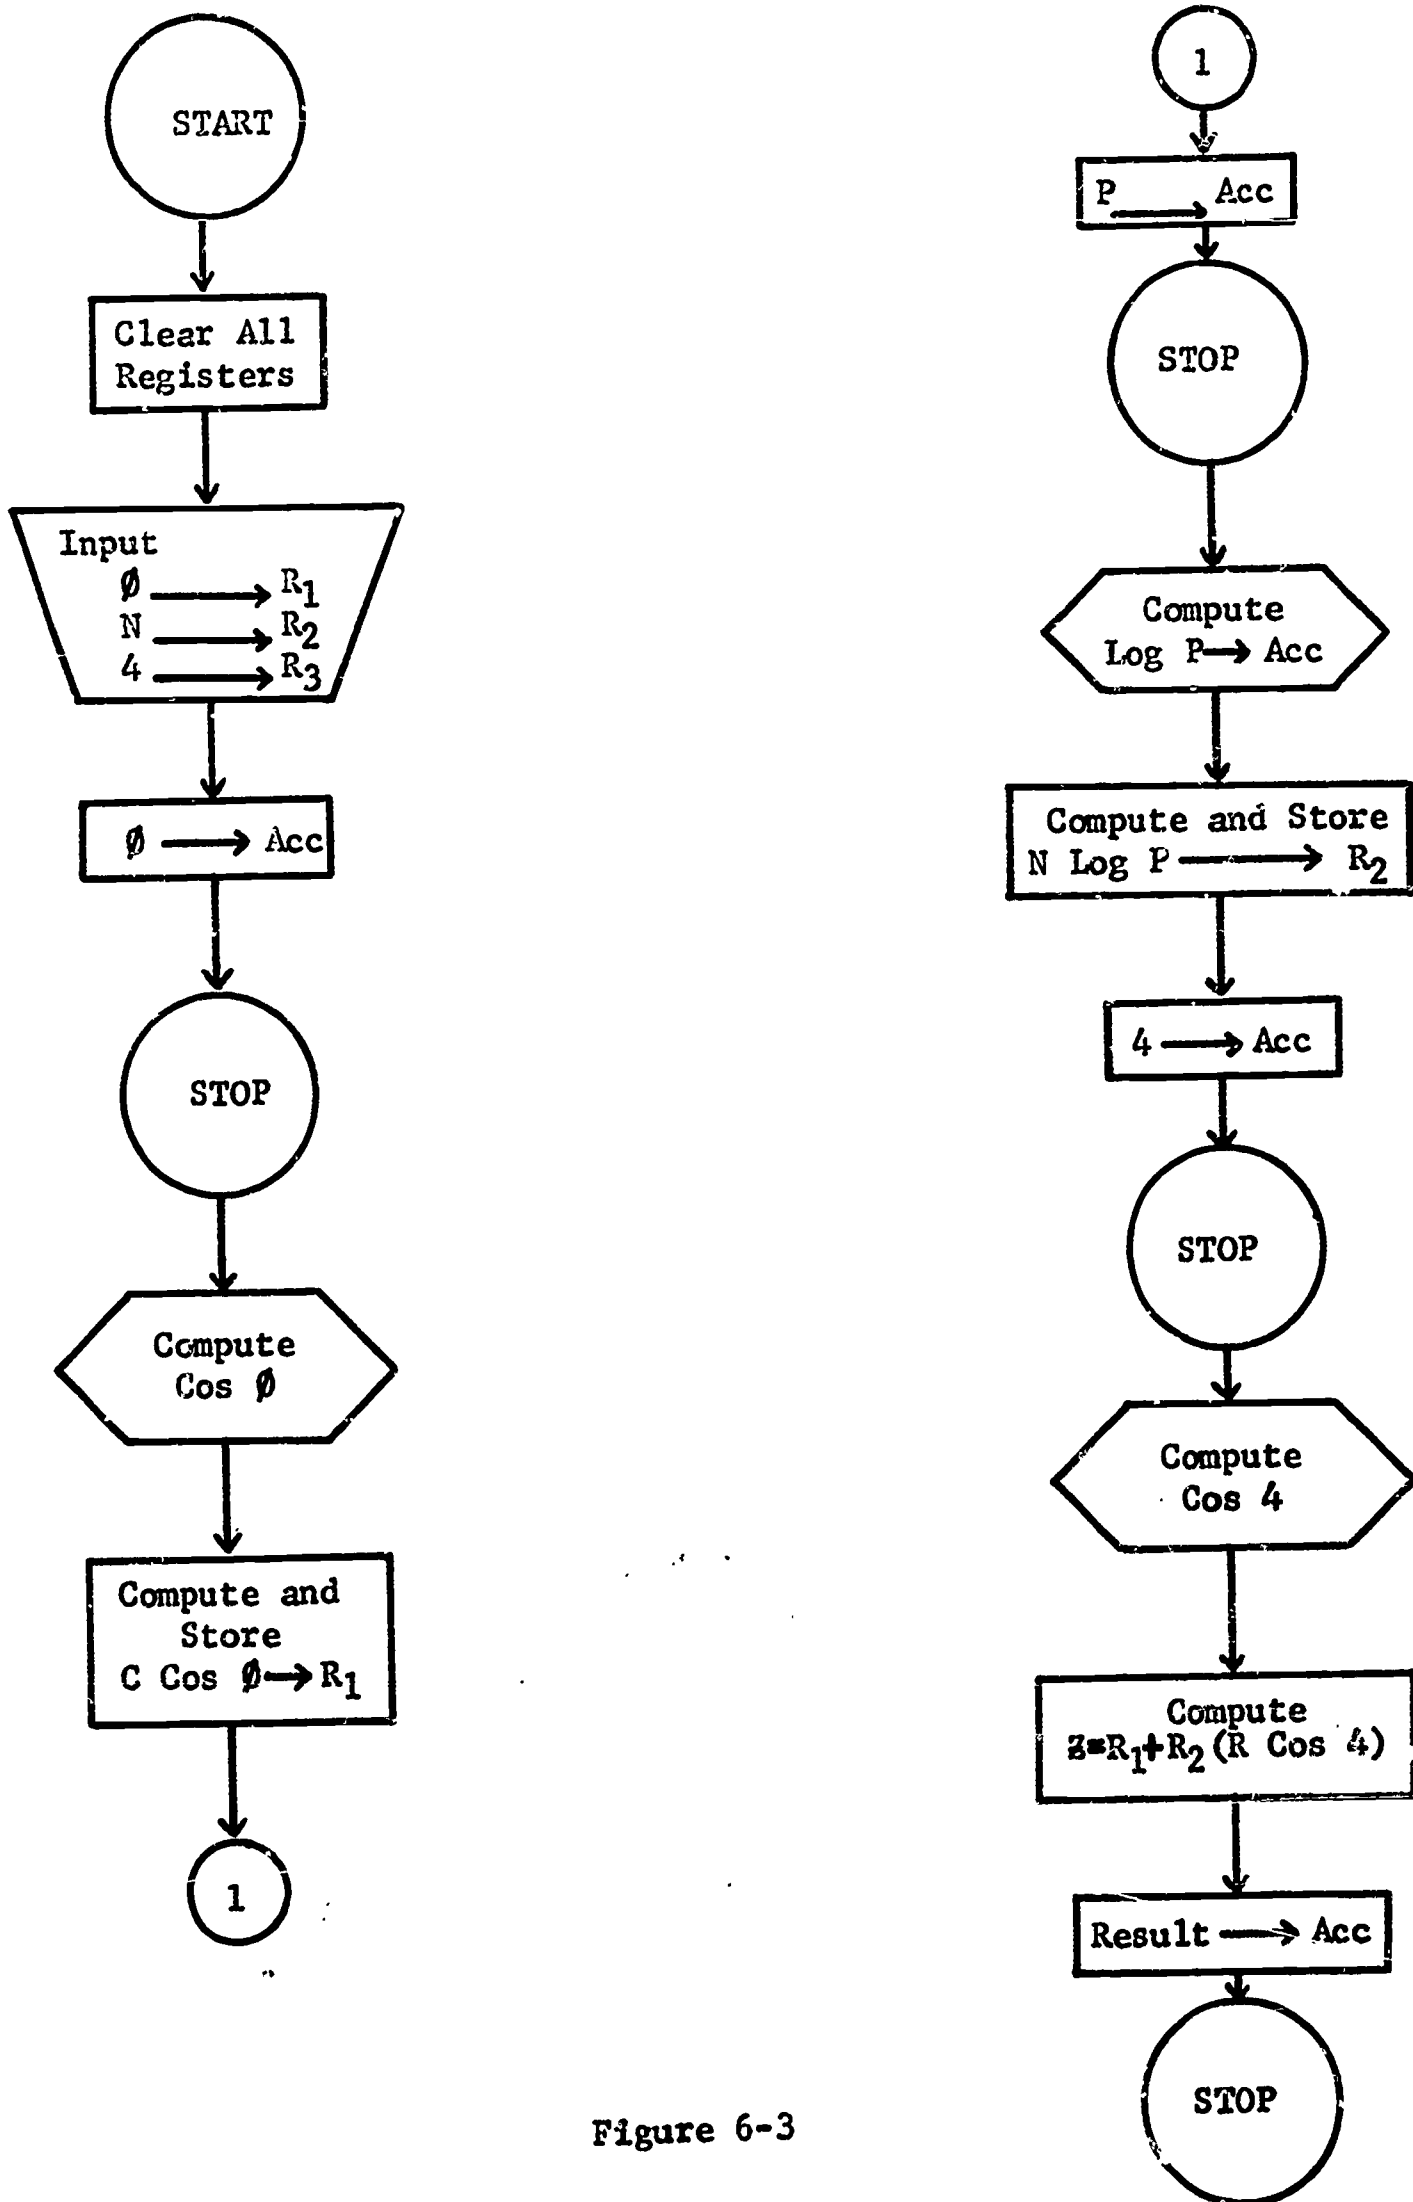 START
Clear All
Registers
Input
Ø → R1
N → R2
4 → R3
Ø → Acc
STOP
Compute
Cos Ø
Compute and
Store
C Cos Ø → R1
1
1
P → Acc
STOP
Compute
Log P → Acc
Compute and Store
N Log P → R2
4 → Acc
STOP
Compute
Cos 4
Compute
Z=R1+R2(R Cos 4)
Result → Acc
STOP
Figure 6-3